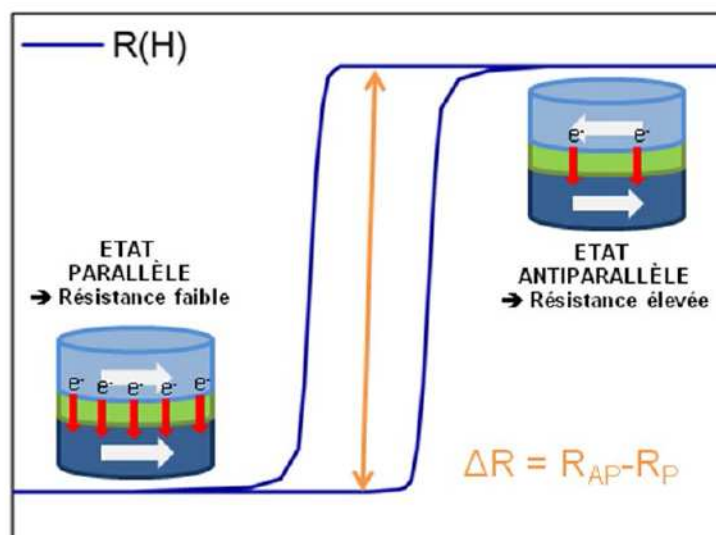 R(H)
e- e-
ETAT
PARALLÈLE
➔ Résistance faible
ETAT
ANTIPARALLÈLE
➔ Résistance élevée
e- e- e- e- e-
ΔR = R_AP-R_P